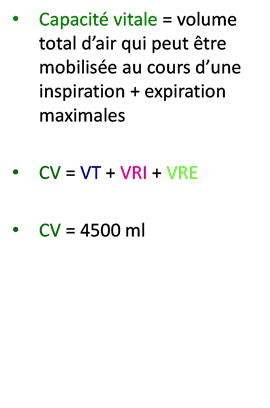 • Capacité vitale = volume
total d’air qui peut être
mobilisée au cours d’une
inspiration + expiration
maximales
• CV = VT + VRI + VRE
• CV = 4500 ml